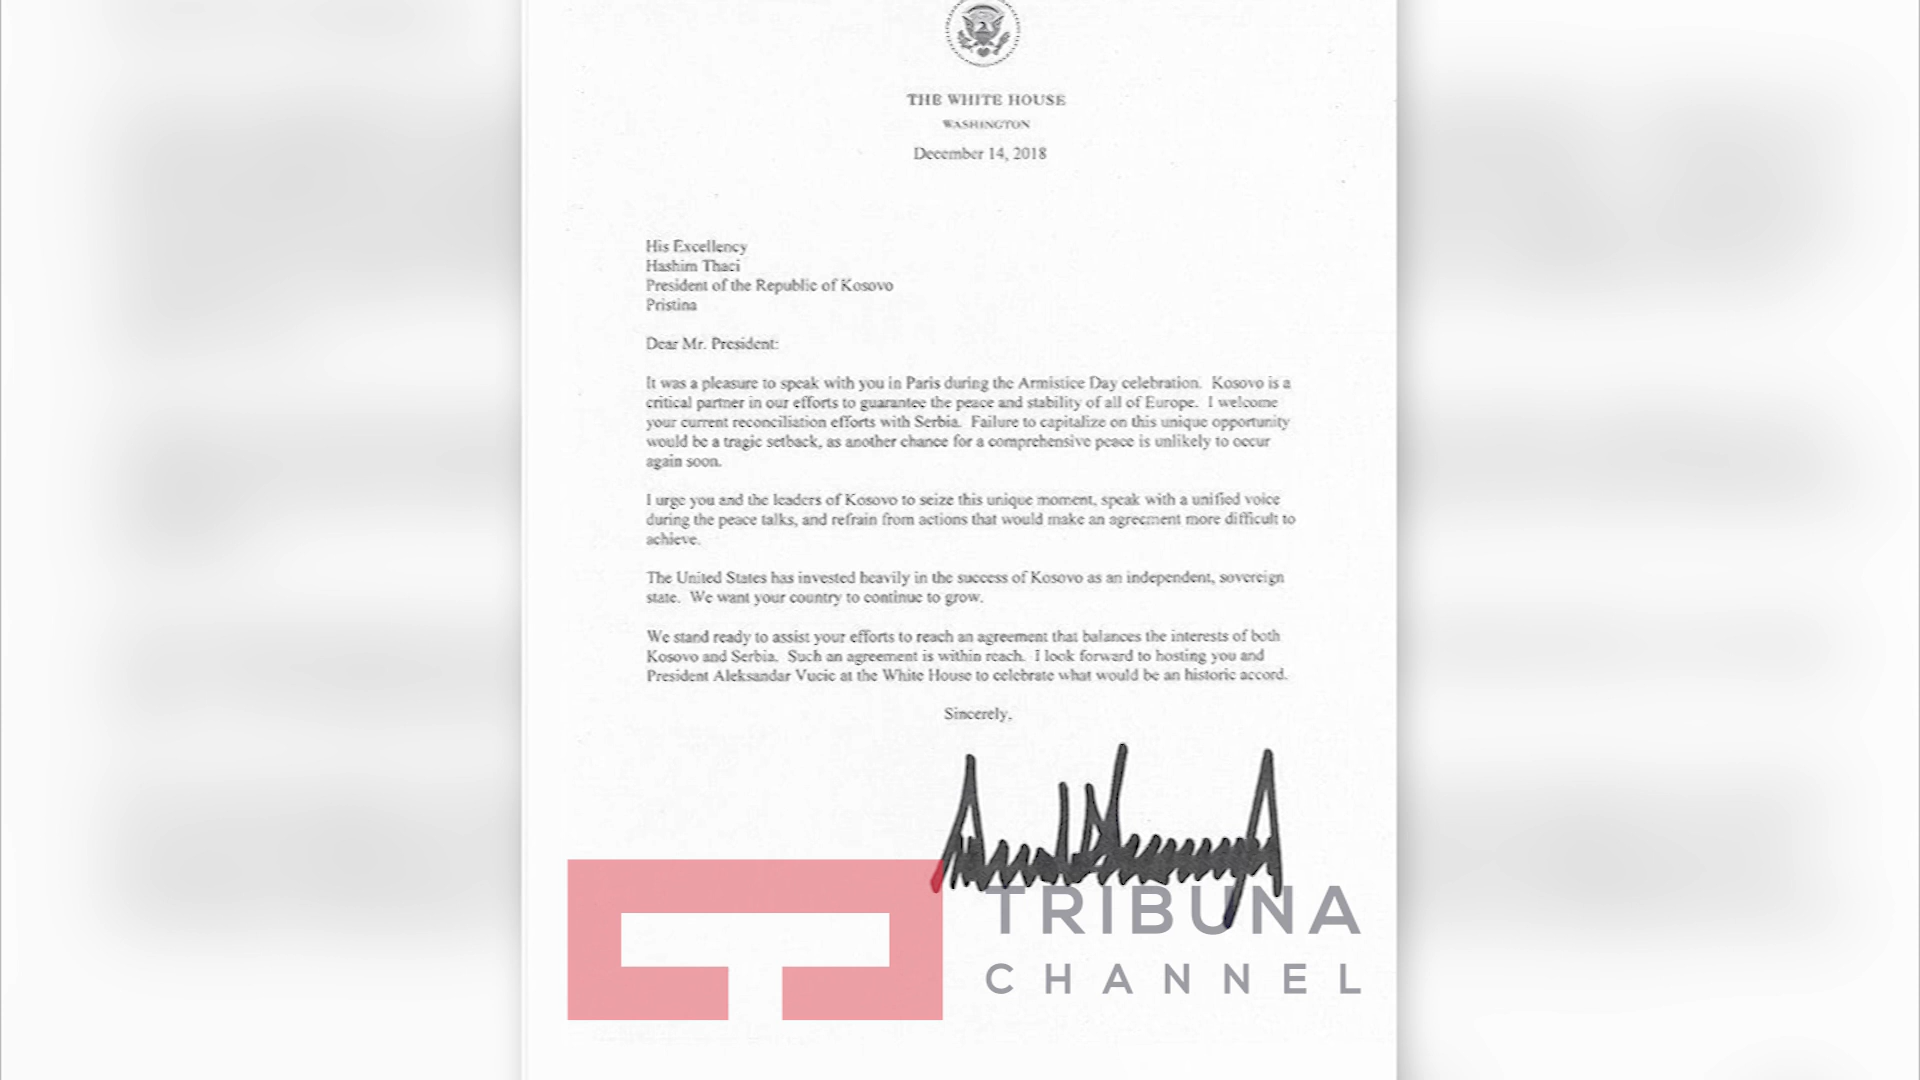 THE WHITE HOUSE
WASHINGTON
December 14, 2018
His Excellency
Hashim Thaci
President of the Republic of Kosovo
Pristina
Dear Mr. President:
It was a pleasure to speak with you in Paris during the Armistice Day celebration. Kosovo is a
critical partner in our efforts to guarantee the peace and stability of all of Europe. I welcome
your current reconciliation efforts with Serbia. Failure to capitalize on this unique opportunity
would be a tragic setback, as another chance for a comprehensive peace is unlikely to occur
again soon.
I urge you and the leaders of Kosovo to seize this unique moment, speak with a unified voice
during the peace talks, and refrain from actions that would make an agreement more difficult to
achieve.
The United States has invested heavily in the success of Kosovo as an independent, sovereign
state. We want your country to continue to grow.
We stand ready to assist your efforts to reach an agreement that balances the interests of both
Kosovo and Serbia. Such an agreement is within reach. I look forward to hosting you and
President Aleksandar Vucic at the White House to celebrate what would be an historic accord.
Sincerely,
TRIBUNA
CHANNEL